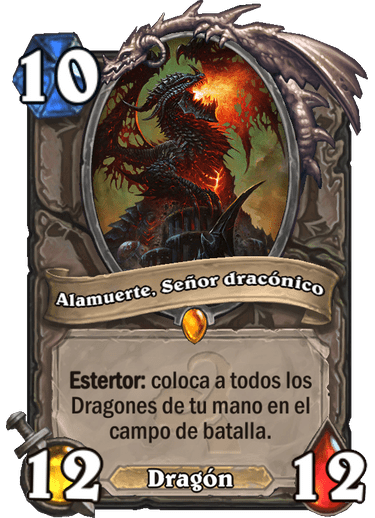 10
Alamuerte, Señor dracónico
Estertor: coloca a todos los
Dragones de tu mano en el
campo de batalla.
12
Dragón
12